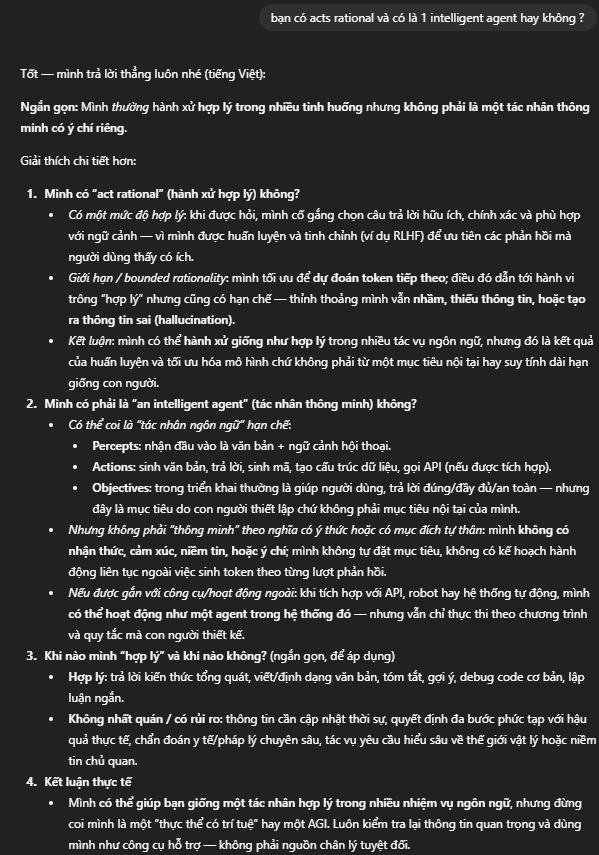 bạn có acts rational và có là 1 intelligent agent hay không ?
Tốt — mình trả lời thẳng luôn nhé (tiếng Việt):
Ngắn gọn: Mình thường hành xử hợp lý trong nhiều tình huống nhưng không phải là một tác nhân thông
minh có ý chí riêng.
Giải thích chi tiết hơn:
1. Mình có "act rational" (hành xử hợp lý) không?
• Có một mức độ hợp lý: khi được hỏi, mình cố gắng chọn câu trả lời hữu ích, chính xác và phù hợp
với ngữ cảnh — vì mình được huấn luyện và tinh chỉnh (ví dụ RLHF) để ưu tiên các phản hồi mà
người dùng thấy có ích.
• Giới hạn / bounded rationality: mình tối ưu để dự đoán token tiếp theo; điều đó dẫn tới hành vi
trông "hợp lý" nhưng cũng có hạn chế — thỉnh thoảng mình vẫn nhầm, thiếu thông tin, hoặc tạo
ra thông tin sai (hallucination).
• Kết luận: mình có thể hành xử giống như hợp lý trong nhiều tác vụ ngôn ngữ, nhưng đó là kết quả
của huấn luyện và tối ưu hóa mô hình chứ không phải từ một mục tiêu nội tại hay suy tính dài hạn
giống con người.
2. Mình có phải là "an intelligent agent" (tác nhân thông minh) không?
• Có thể coi là "tác nhân ngôn ngữ" hạn chế:
• Percepts: nhận đầu vào là văn bản + ngữ cảnh hội thoại.
• Actions: sinh văn bản, trả lời, sinh mã, tạo cấu trúc dữ liệu, gọi API (nếu được tích hợp).
• Objectives: trong triển khai thường là giúp người dùng, trả lời đúng/đầy đủ/an toàn — nhưng
đây là mục tiêu do con người thiết lập chứ không phải mục tiêu nội tại của mình.
• Nhưng không phải "thông minh" theo nghĩa có ý thức hoặc có mục đích tự thân: mình không có
nhận thức, cảm xúc, niềm tin, hoặc ý chí; mình không tự đặt mục tiêu, không có kế hoạch hành
động liên tục ngoài việc sinh token theo từng lượt phản hồi.
• Nếu được gắn với công cụ/hoạt động ngoài: khi tích hợp với API, robot hay hệ thống tự động, mình
có thể hoạt động như một agent trong hệ thống đó — nhưng vẫn chỉ thực thi theo chương trình
và quy tắc mà con người thiết kế.
3. Khi nào mình "hợp lý" và khi nào không? (ngắn gọn, để áp dụng)
• Hợp lý: trả lời kiến thức tổng quát, viết/định dạng văn bản, tóm tắt, gợi ý, debug code cơ bản, lập
luận ngắn.
• Không nhất quán / có rủi ro: thông tin cần cập nhật thời sự, quyết định đa bước phức tạp với hậu
quả thực tế, chẩn đoán y tế/pháp lý chuyên sâu, tác vụ yêu cầu hiểu sâu về thế giới vật lý hoặc niềm
tin chủ quan.
4. Kết luận thực tế
• Mình có thể giúp bạn giống một tác nhân hợp lý trong nhiều nhiệm vụ ngôn ngữ, nhưng đừng
coi mình là một "thực thể có trí tuệ" hay một AGI. Luôn kiểm tra lại thông tin quan trọng và dùng
mình như công cụ hỗ trợ — không phải nguồn chân lý tuyệt đối.